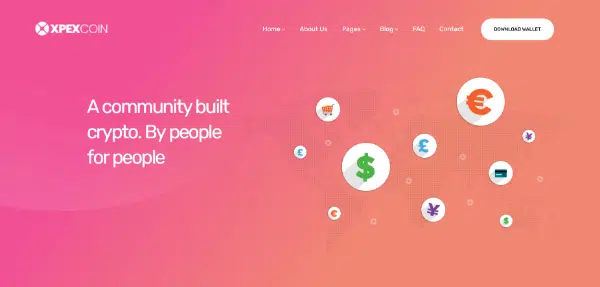 XPEXCOIN
Home
About Us
Pages
Blog
FAQ
Contact
DOWNLOAD WALLET
A community built
crypto. By people
for people
€
¥
£
£
$
€
¥
$